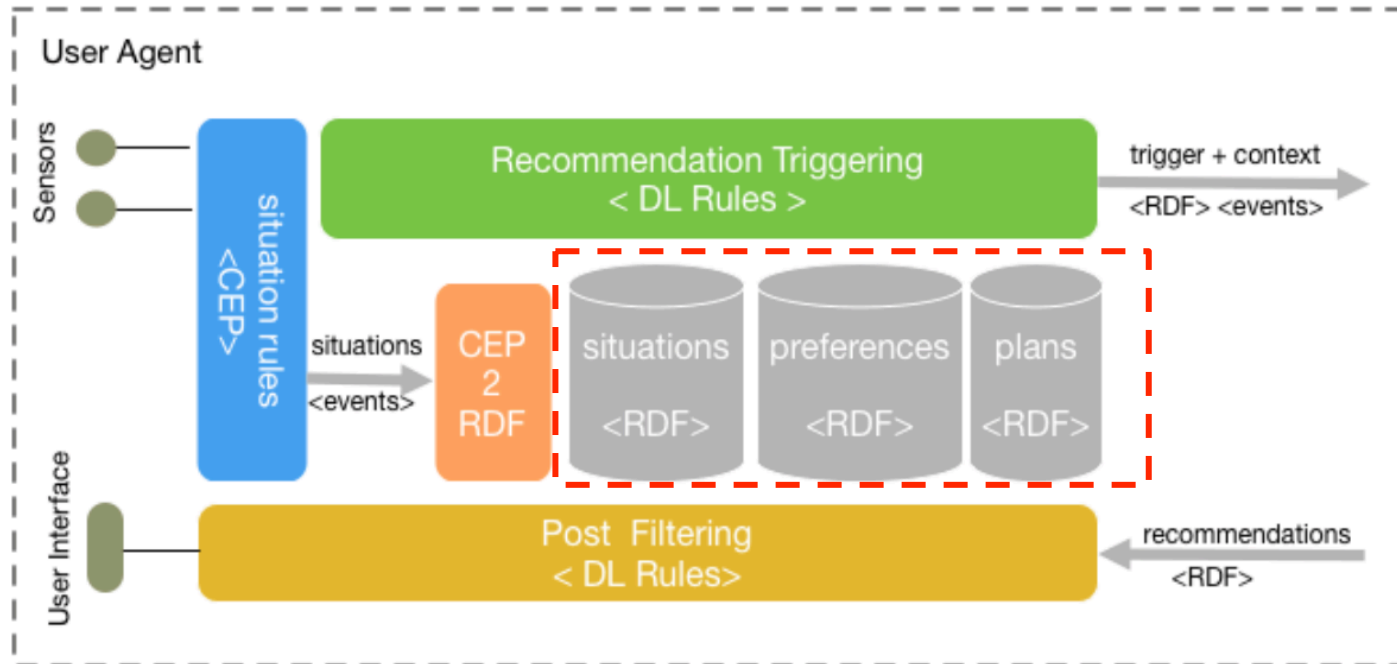 User Agent
Sensors
situation rules
<CEP>
Recommendation Triggering
< DL Rules >
trigger + context
<RDF> <events>
situations
<events>
CEP
2
RDF
situations
<RDF>
preferences
<RDF>
plans
<RDF>
User Interface
Post Filtering
< DL Rules>
recommendations
<RDF>